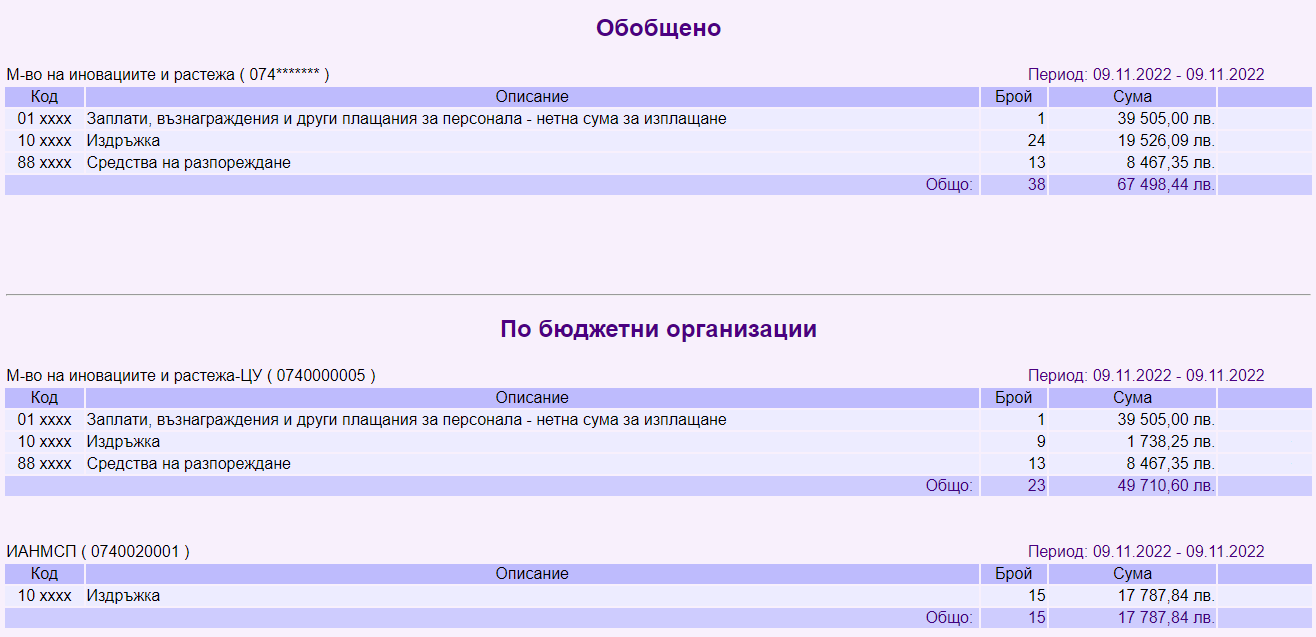 Обобщено
М-во на иновациите и растежа ( 074******* ) Период: 09.11.2022 - 09.11.2022
Код Описание Брой Сума
01 xxxx Заплати, възнаграждения и други плащания за персонала - нетна сума за изплащане 1 39 505,00 лв.
10 xxxx Издръжка 24 19 526,09 лв.
88 xxxx Средства на разпореждане 13 8 467,35 лв.
Общо: 38 67 498,44 лв.
По бюджетни организации
М-во на иновациите и растежа-ЦУ ( 0740000005 ) Период: 09.11.2022 - 09.11.2022
Код Описание Брой Сума
01 xxxx Заплати, възнаграждения и други плащания за персонала - нетна сума за изплащане 1 39 505,00 лв.
10 xxxx Издръжка 9 1 738,25 лв.
88 xxxx Средства на разпореждане 13 8 467,35 лв.
Общо: 23 49 710,60 лв.
ИАНМСП ( 0740020001 ) Период: 09.11.2022 - 09.11.2022
Код Описание Брой Сума
10 xxxx Издръжка 15 17 787,84 лв.
Общо: 15 17 787,84 лв.